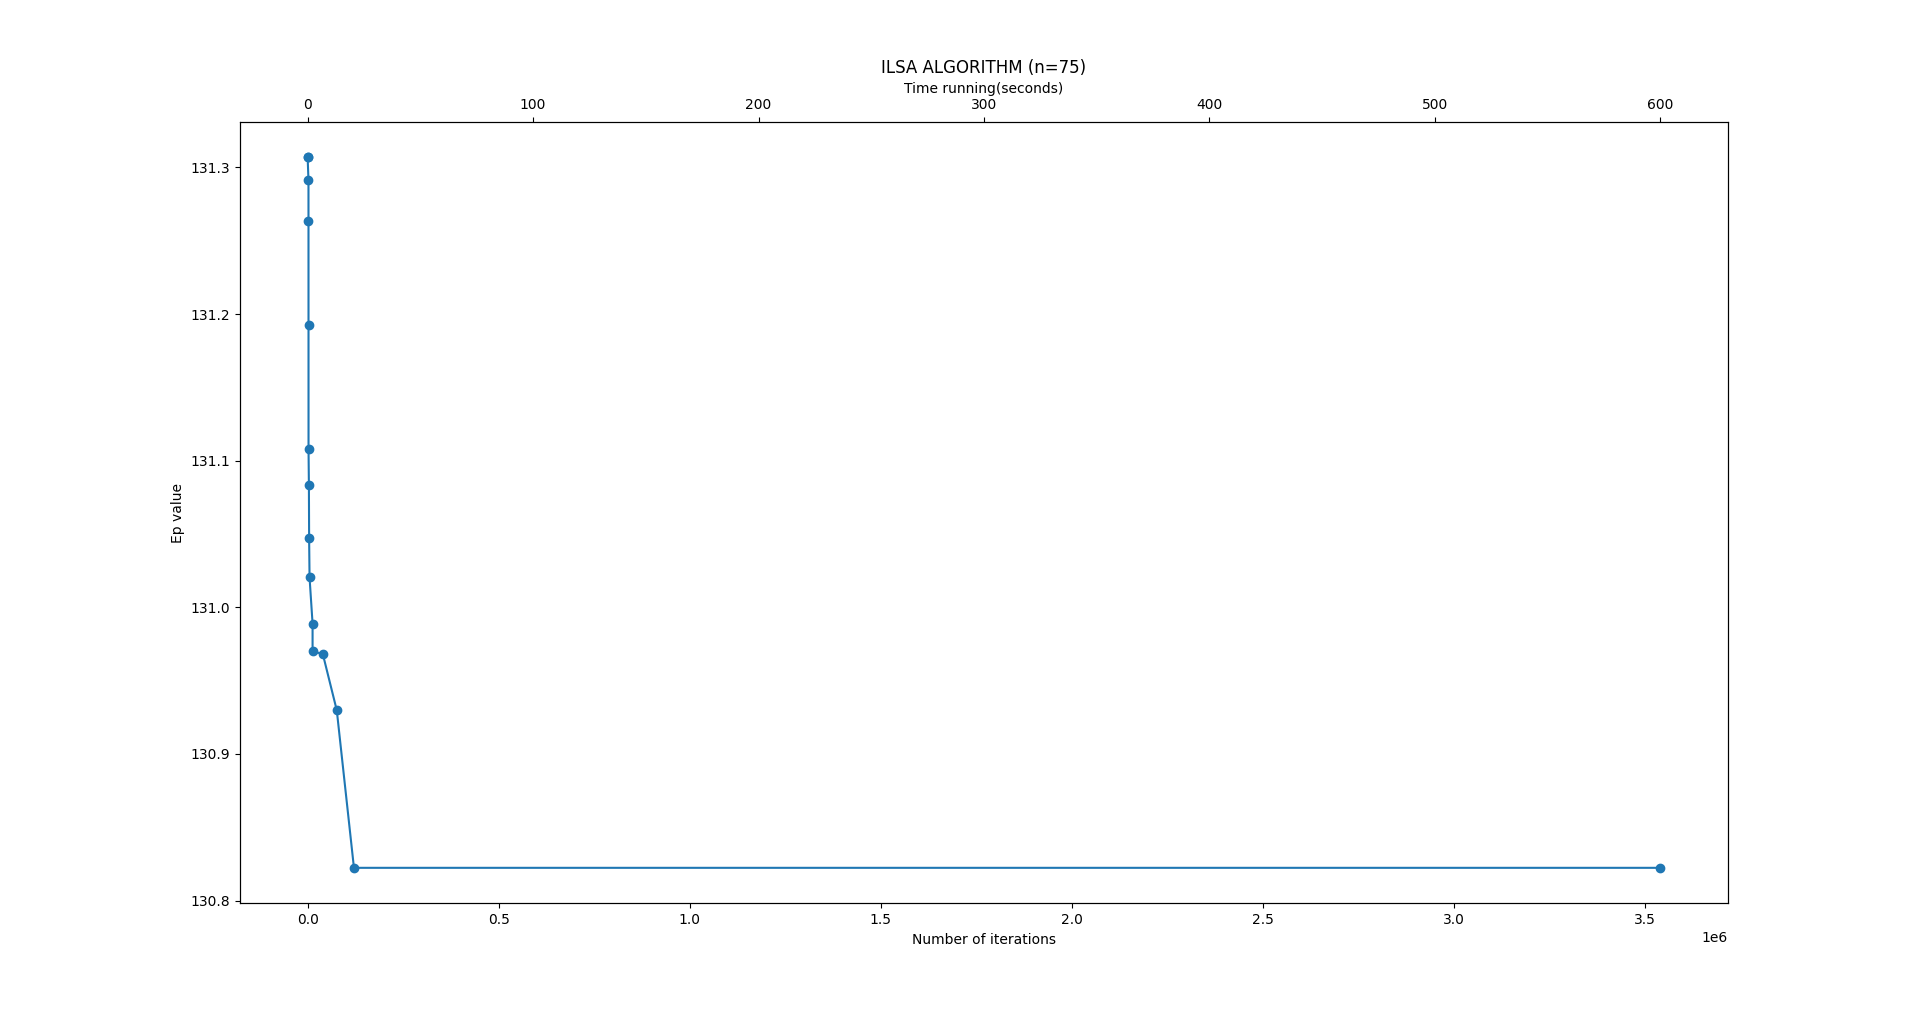 ILSA ALGORITHM (n=75)
Time running(seconds)
0 100 200 300 400 500 600
131.3
131.2
131.1
131.0
130.9
130.8
Ep value
0.0 0.5 1.0 1.5 2.0 2.5 3.0 3.5
Number of iterations
1e6